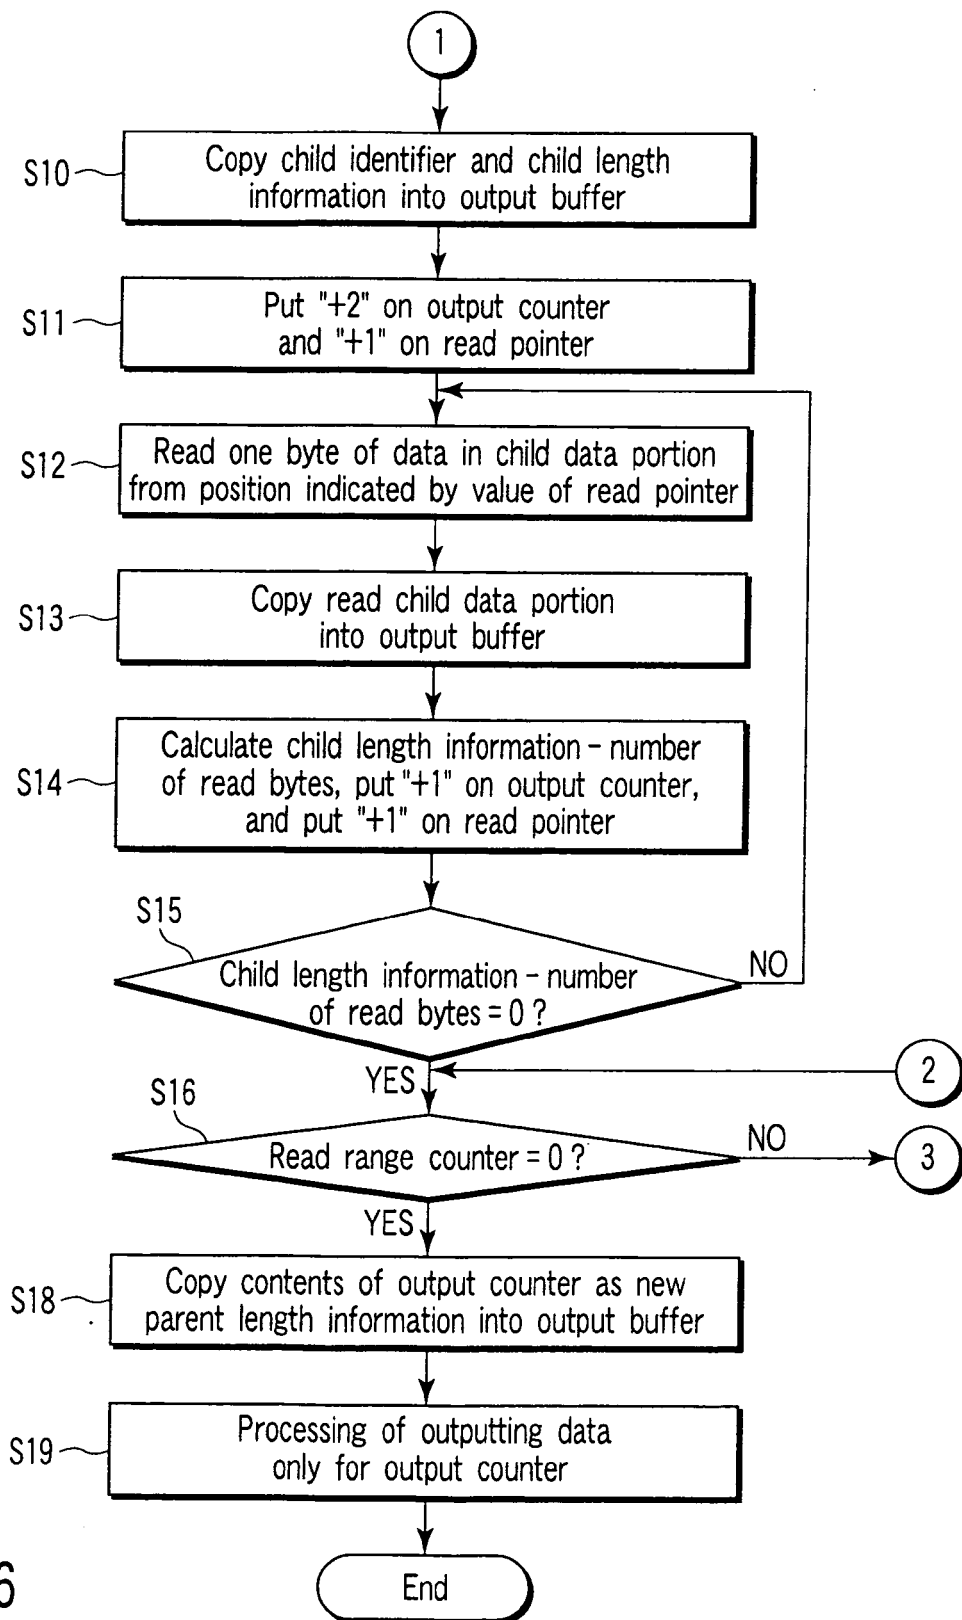 1
S10
Copy child identifier and child length
information into output buffer
S11
Put "+2" on output counter
and "+1" on read pointer
S12
Read one byte of data in child data portion
from position indicated by value of read pointer
S13
Copy read child data portion
into output buffer
S14
Calculate child length information – number
of read bytes, put "+1" on output counter,
and put "+1" on read pointer
S15
Child length information – number
of read bytes = 0 ?
NO
YES
2
S16
Read range counter = 0 ?
NO
3
YES
S18
Copy contents of output counter as new
parent length information into output buffer
S19
Processing of outputting data
only for output counter
End
6